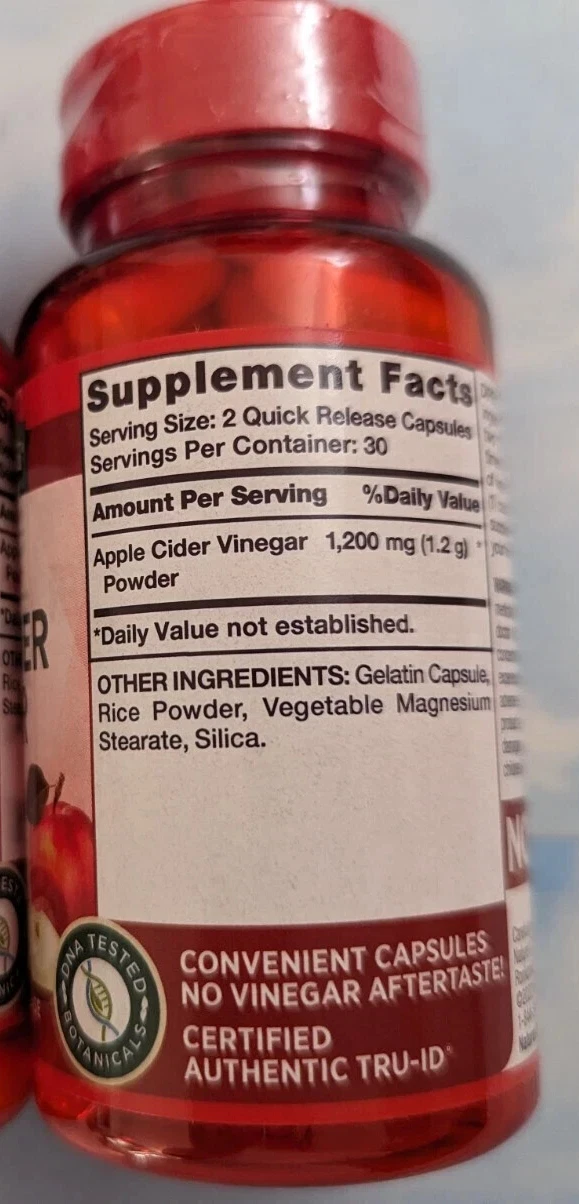 Supplement Facts
Serving Size: 2 Quick Release Capsules
Servings Per Container: 30
Amount Per Serving %Daily Value
Apple Cider Vinegar 1,200 mg (1.2 g) *
Powder
*Daily Value not established.
OTHER INGREDIENTS: Gelatin Capsule,
Rice Powder, Vegetable Magnesium
Stearate, Silica.
ER
DNA TESTED
BOTANICALS
CONVENIENT CAPSULES
NO VINEGAR AFTERTASTE!
CERTIFIED
AUTHENTIC TRU-ID®